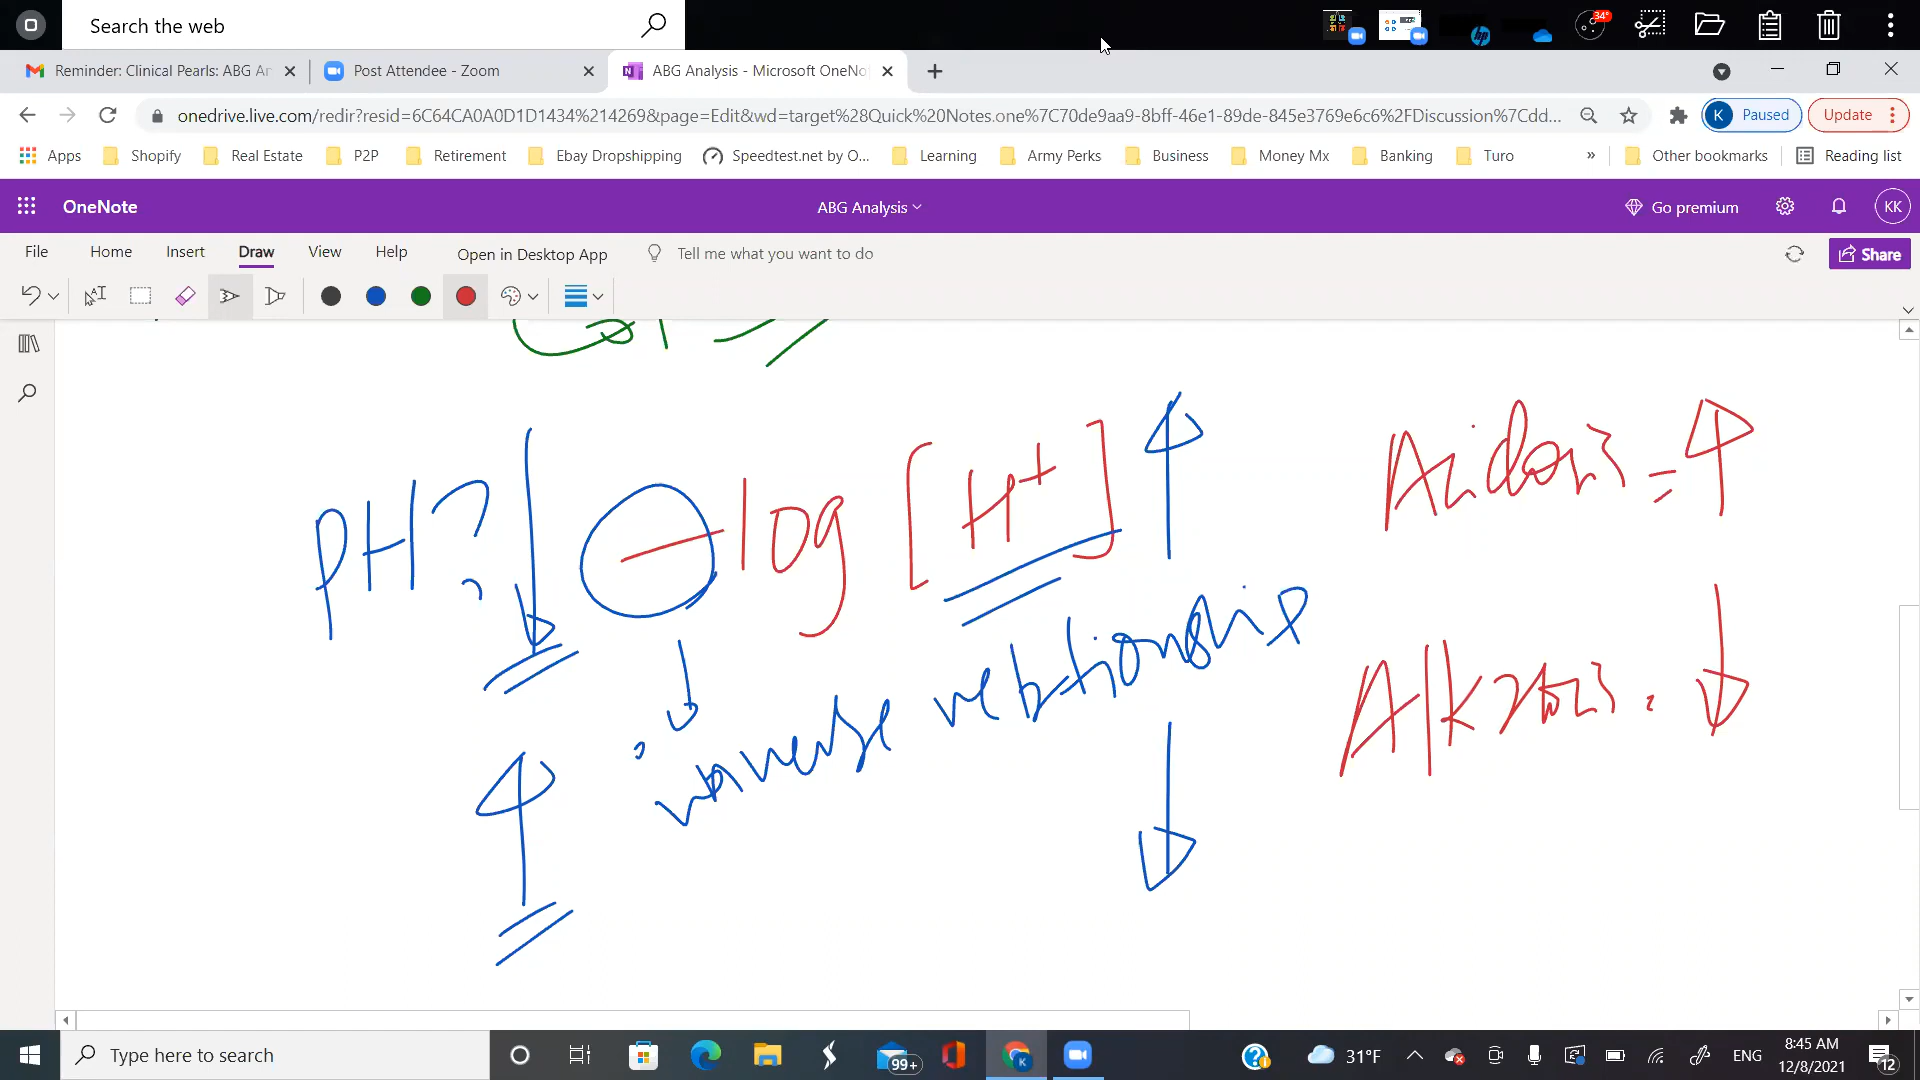 Search the web
34°
Reminder: Clinical Pearls: ABG An
Post Attendee - Zoom
ABG Analysis - Microsoft OneNo
onedrive.live.com/redir?resid=6C64CA0A0D1D1434%214269&page=Edit&wd=target%28Quick%20Notes.one%7C70de9aa9-8bff-46e1-89de-845e3769e6c6%2FDiscussion%7Cdd...
K Paused
Update
Apps Shopify Real Estate P2P Retirement Ebay Dropshipping Speedtest.net by O... Learning Army Perks Business Money Mx Banking Turo » Other bookmarks Reading list
OneNote
ABG Analysis
Go premium
KK
File Home Insert Draw View Help Open in Desktop App Tell me what you want to do
Share
PH? - log [H+]
inverse relationship
Type here to search
99+
31°F
ENG
8:45 AM
12/8/2021
12